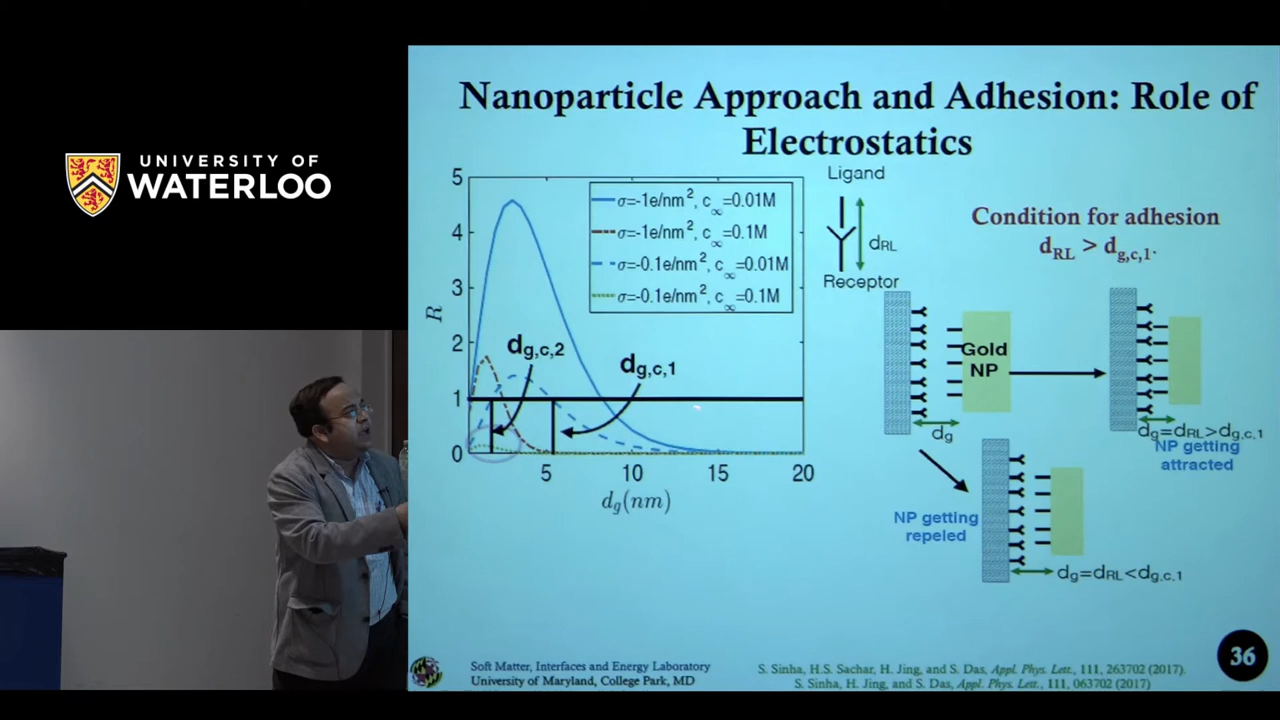 UNIVERSITY OF
WATERLOO
Nanoparticle Approach and Adhesion: Role of
Electrostatics
5
4
3
2
1
0
R
σ=-1e/nm², c∞=0.01M
σ=-1e/nm², c∞=0.1M
σ=-0.1e/nm², c∞=0.01M
σ=-0.1e/nm², c∞=0.1M
dg,c,2
dg,c,1
5
10
15
20
dg(nm)
Ligand
dRL
Receptor
Condition for adhesion
dRL > dg,c,1.
Gold
NP
dg
dg=dRL>dg,c,1
NP getting
attracted
NP getting
repeled
dg=dRL<dg,c,1
Soft Matter, Interfaces and Energy Laboratory
University of Maryland, College Park, MD
S. Sinha, H.S. Sachar, H. Jing, and S. Das, Appl. Phys. Lett., 111, 263702 (2017).
S. Sinha, H. Jing, and S. Das, Appl. Phys. Lett., 111, 063702 (2017)
36